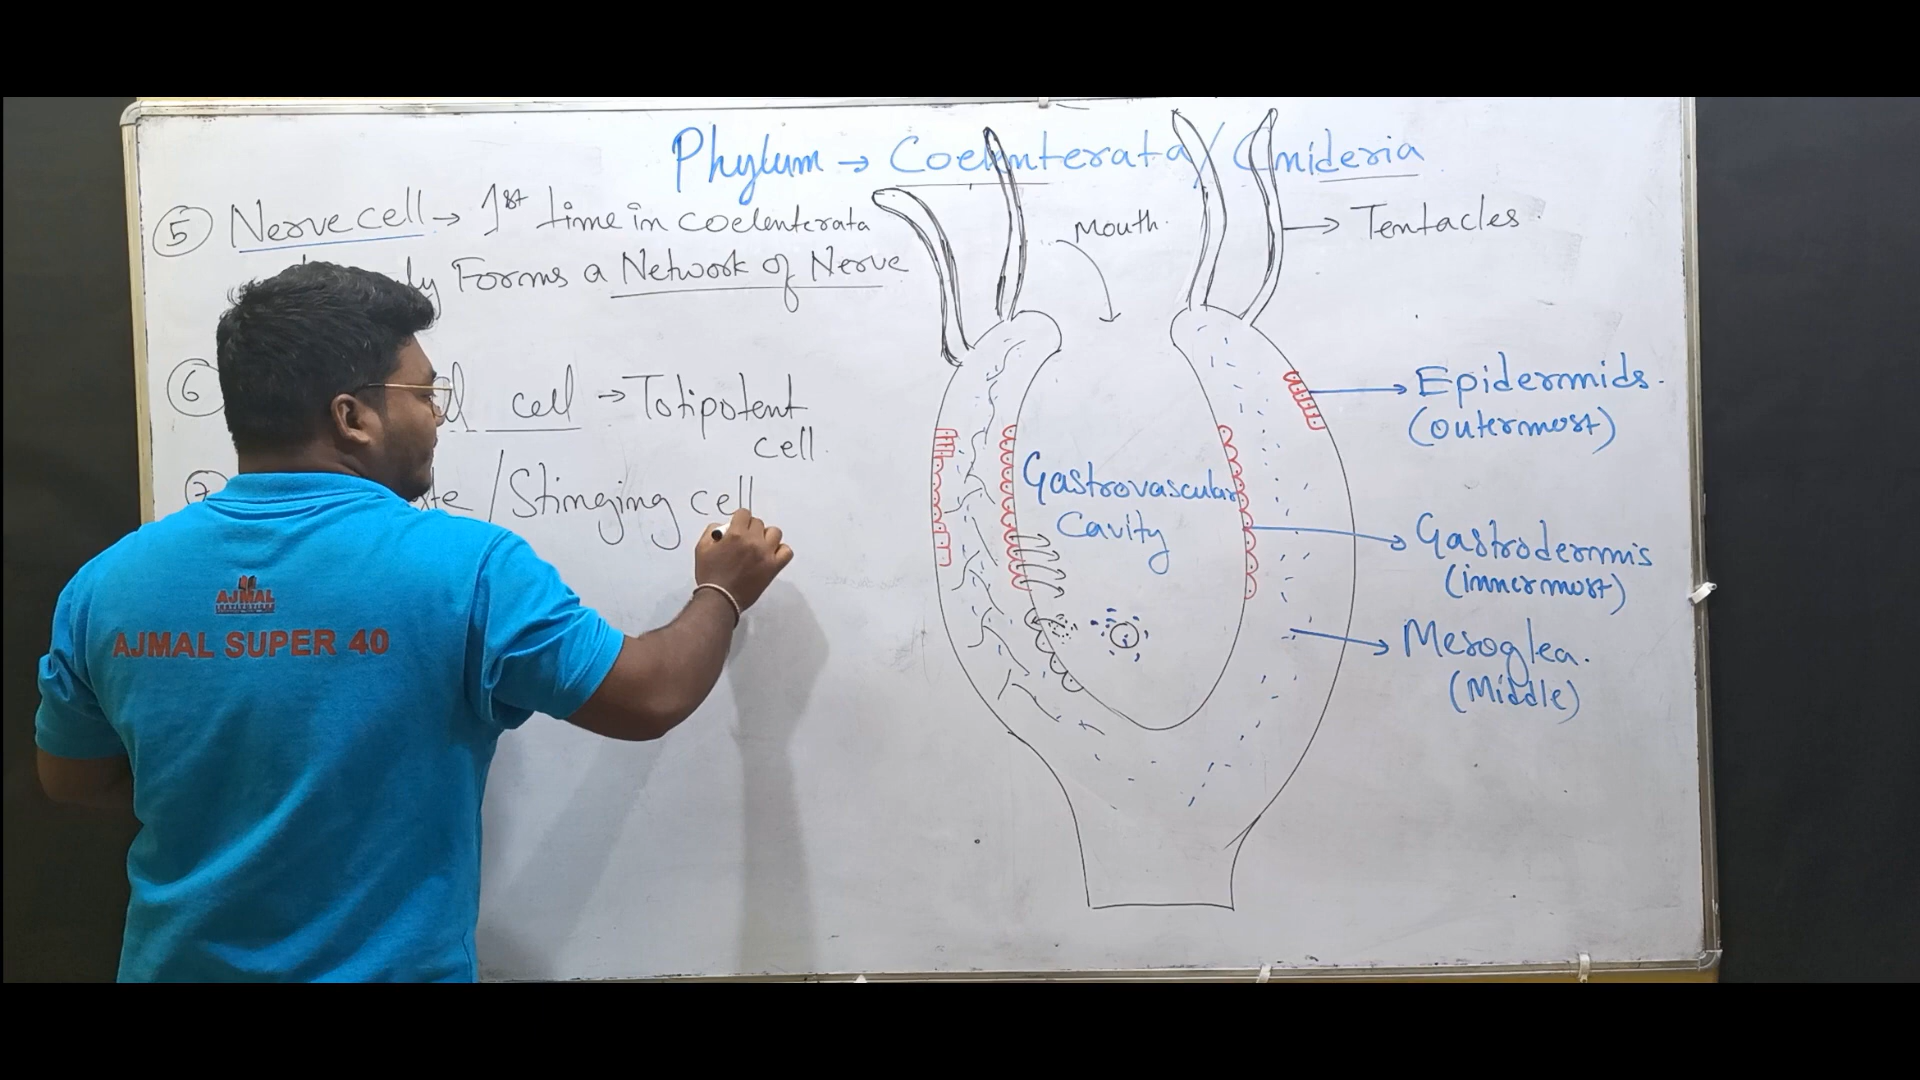 Phylum → Coelenterata / Cnideria
⑤ Nerve cell → 1st time in coelenterata
Forms a Network of Nerve
⑥ cell → Totipotent
cell.
⑦ / Stinging cell
Mouth.
→ Tentacles.
Epidermids.
(outermost)
Gastrovascular
Cavity
Gastrodermis
(innermost)
Mesoglea.
(Middle)
AJMAL
AJMAL SUPER 40